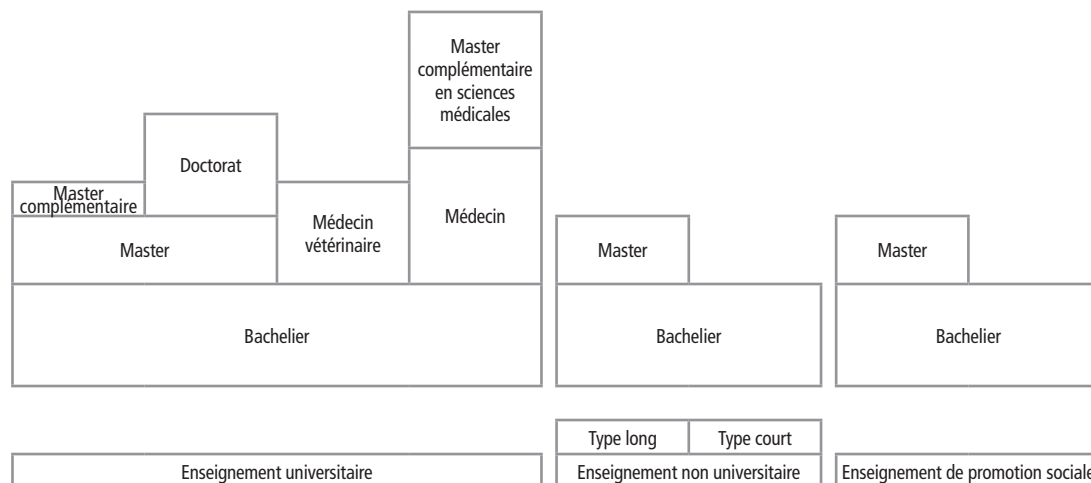 Master
complémentaire
en sciences
médicales
Doctorat
Master
complémentaire
Médecin
vétérinaire
Médecin
Master
Master
Master
Bachelier
Bachelier
Bachelier
Type long
Type court
Enseignement universitaire
Enseignement non universitaire
Enseignement de promotion sociale